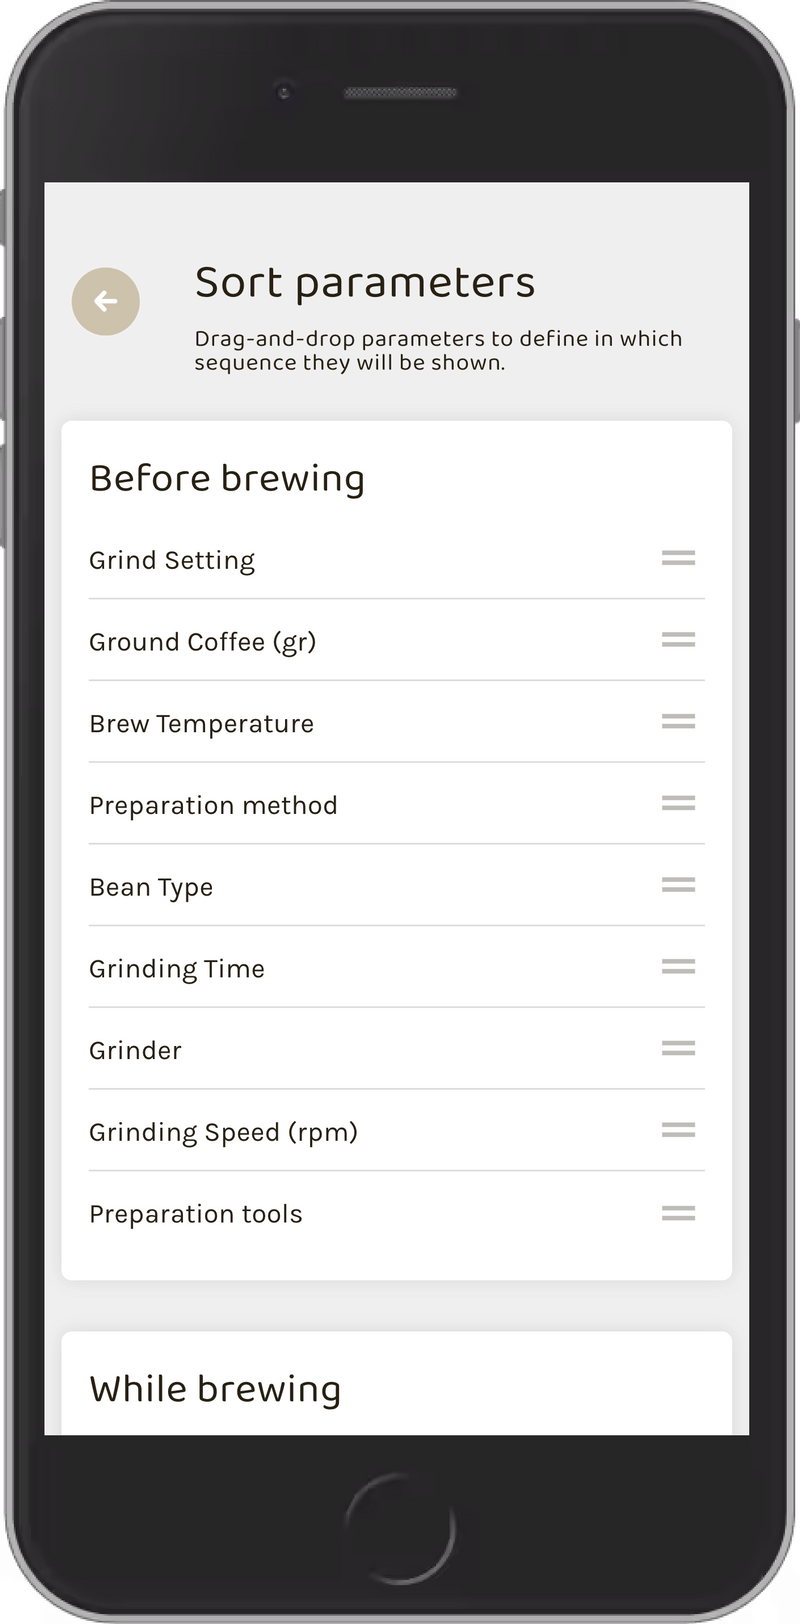 Sort parameters
Drag-and-drop parameters to define in which
sequence they will be shown.
Before brewing
Grind Setting
Ground Coffee (gr)
Brew Temperature
Preparation method
Bean Type
Grinding Time
Grinder
Grinding Speed (rpm)
Preparation tools
While brewing